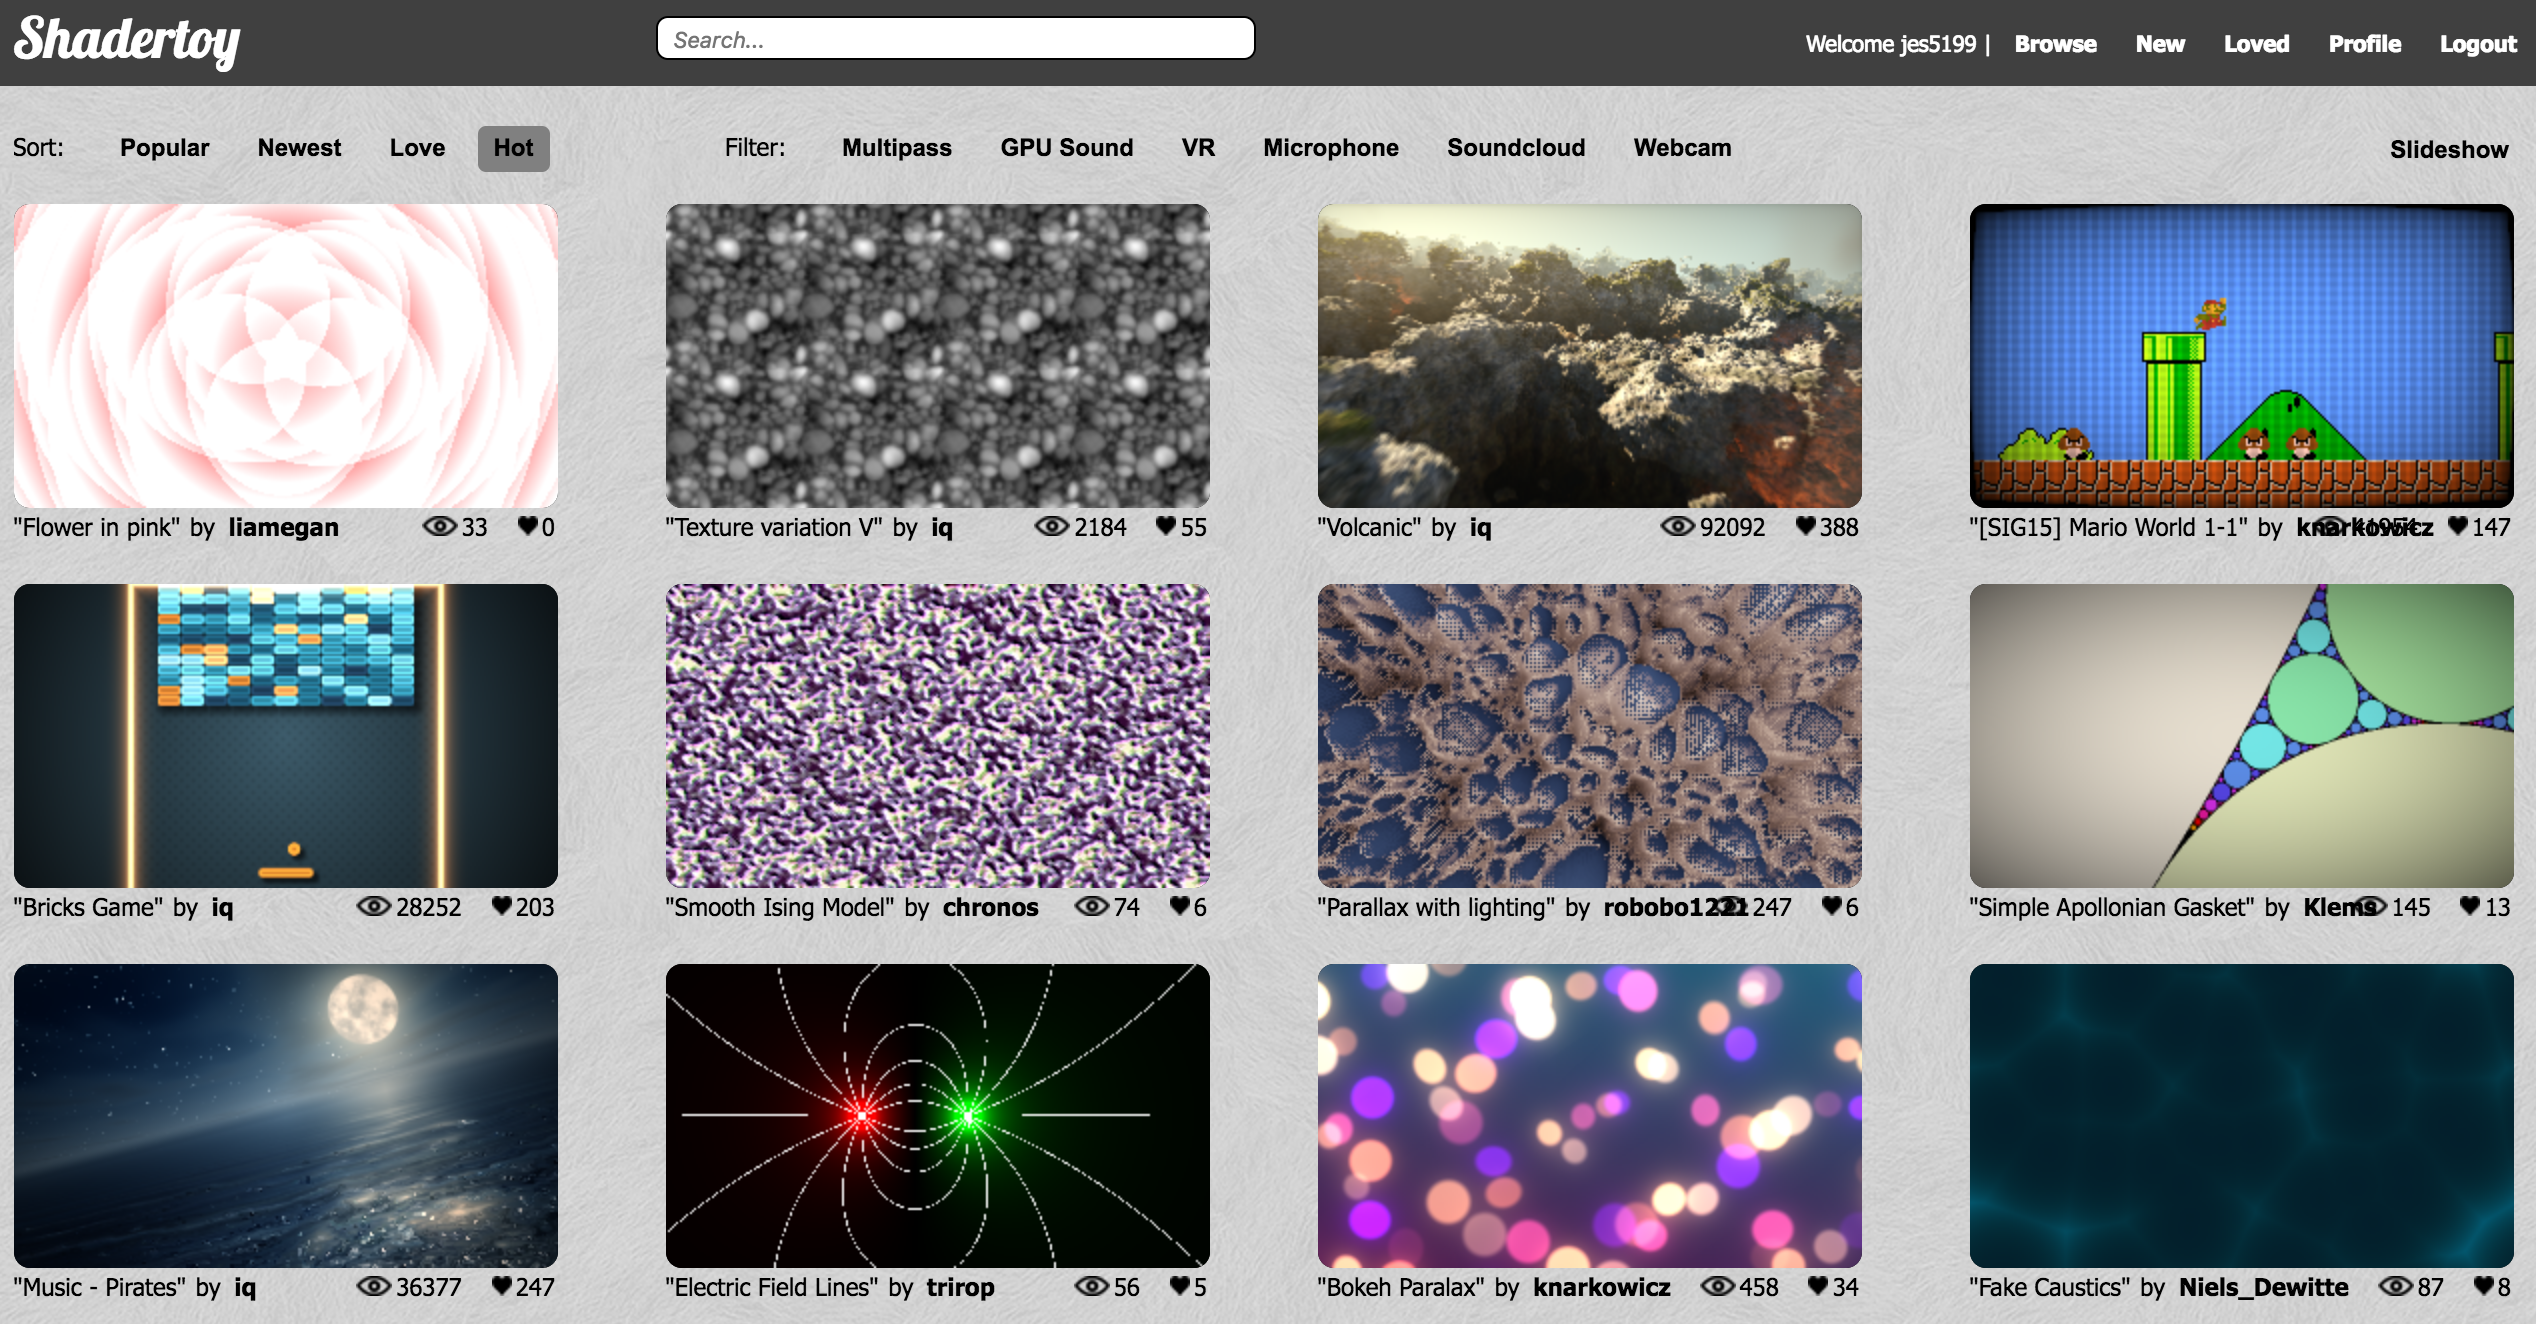 Shadertoy Search... Welcome jes5199 | Browse New Loved Profile Logout
Sort: Popular Newest Love Hot Filter: Multipass GPU Sound VR Microphone Soundcloud Webcam Slideshow
"Flower in pink" by liamegan 33 0
"Texture variation V" by iq 2184 55
"Volcanic" by iq 92092 388
"[SIG15] Mario World 1-1" by knarkowicz 147
"Bricks Game" by iq 28252 203
"Smooth Ising Model" by chronos 74 6
"Parallax with lighting" by robobo1221 247 6
"Simple Apollonian Gasket" by Klems 145 13
"Music - Pirates" by iq 36377 247
"Electric Field Lines" by trirop 56 5
"Bokeh Paralax" by knarkowicz 458 34
"Fake Caustics" by Niels_Dewitte 87 8